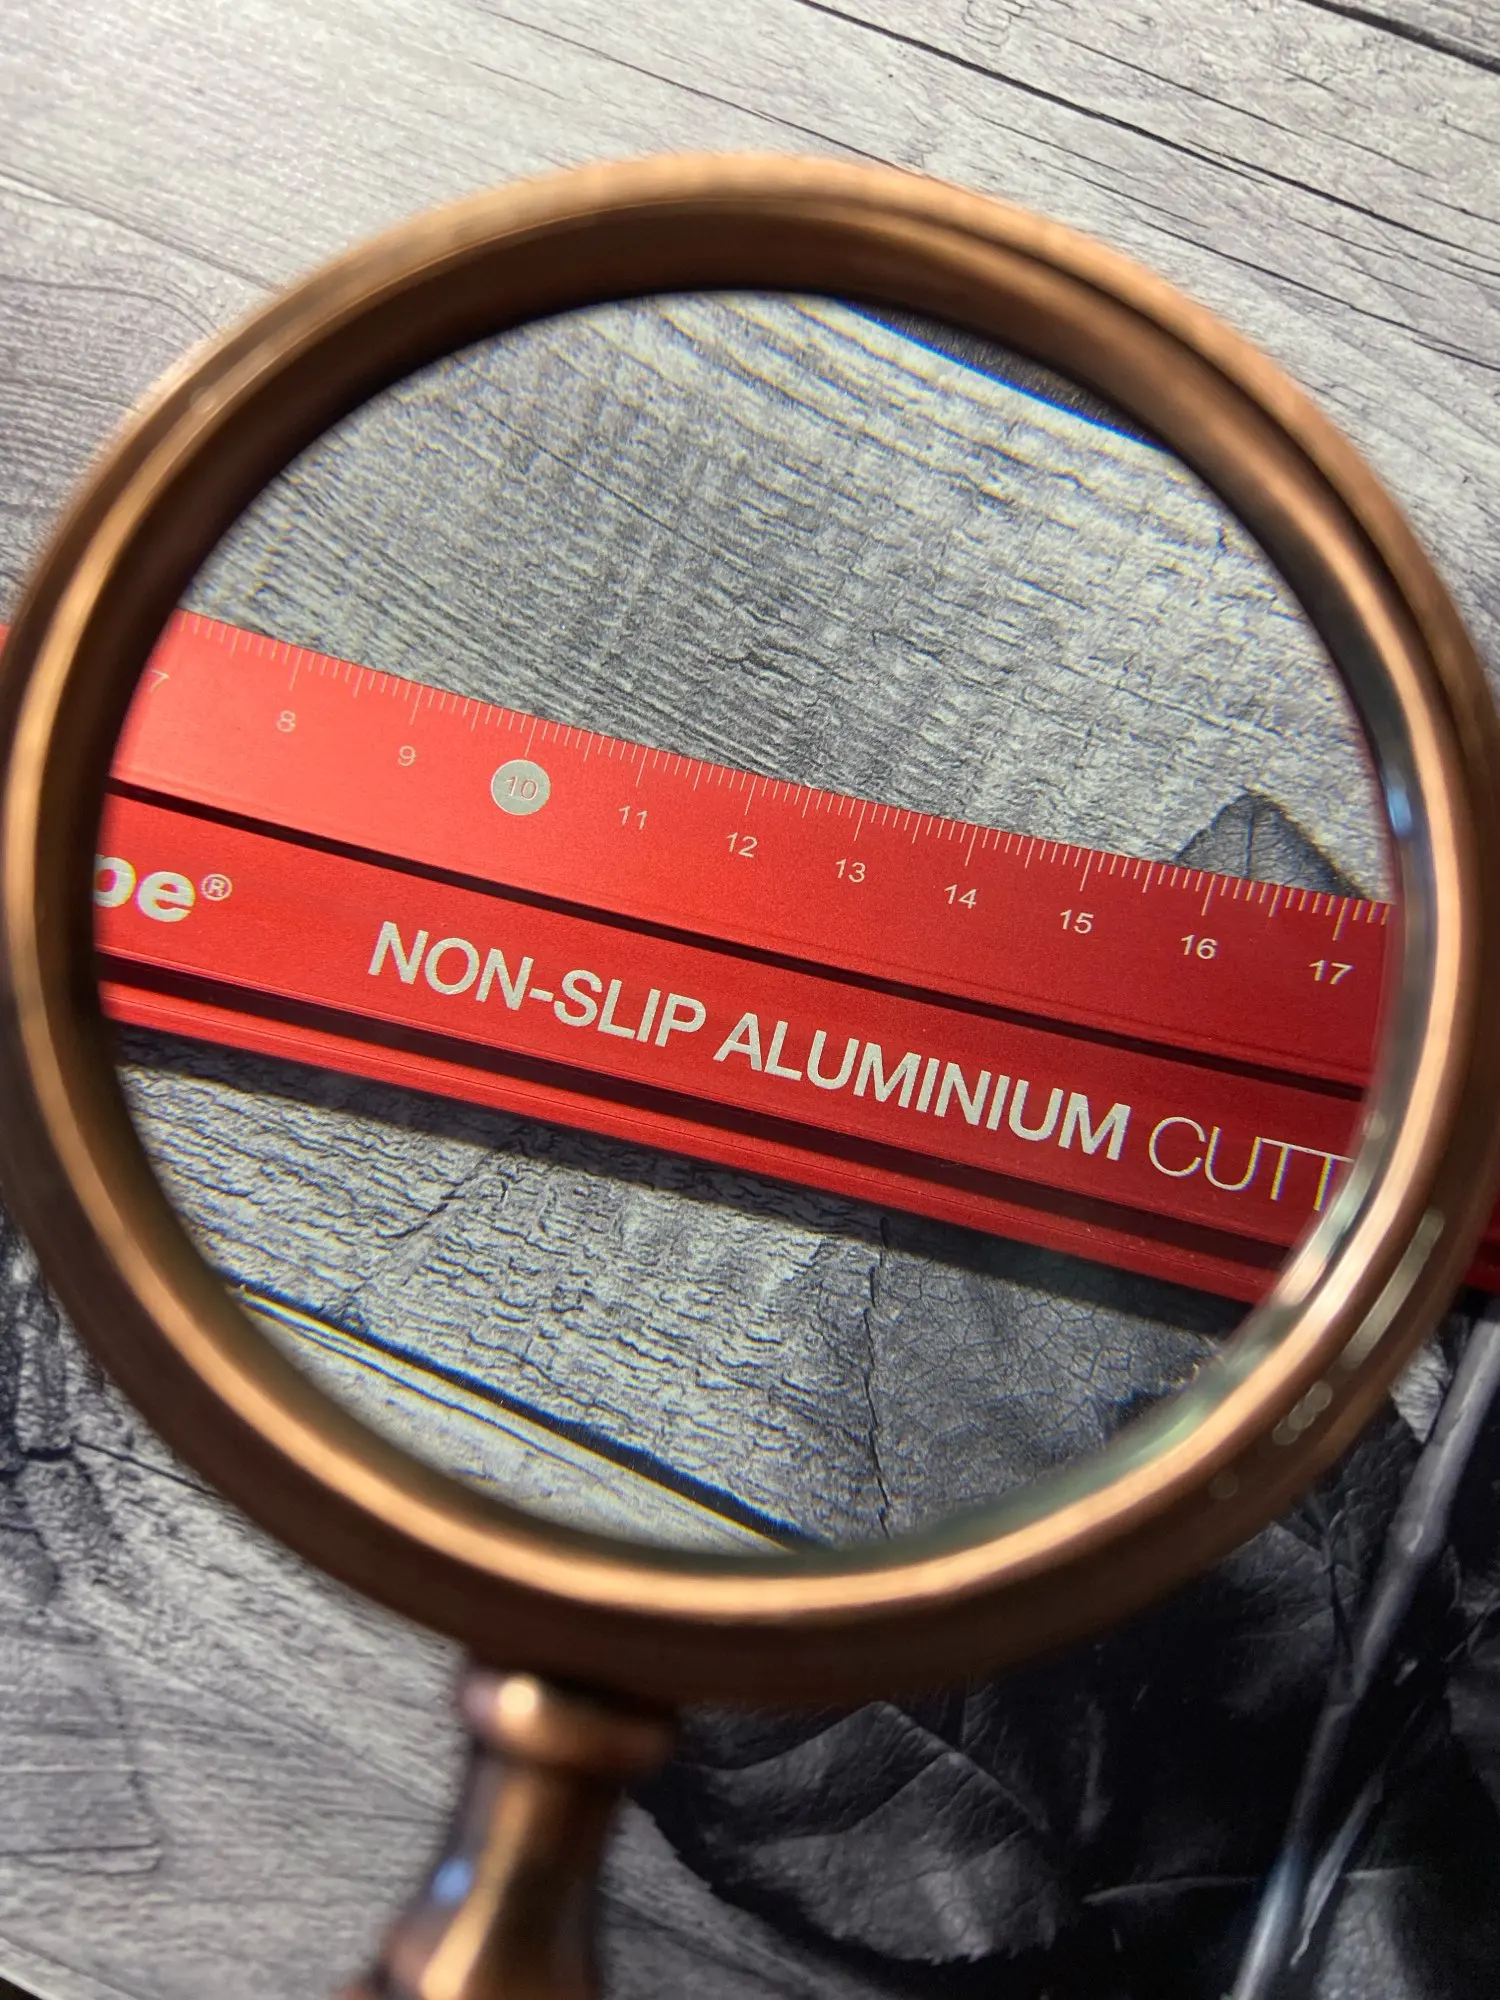 7 8 9 10 11 12 13 14 15 16 17
pe® NON-SLIP ALUMINIUM CUTT